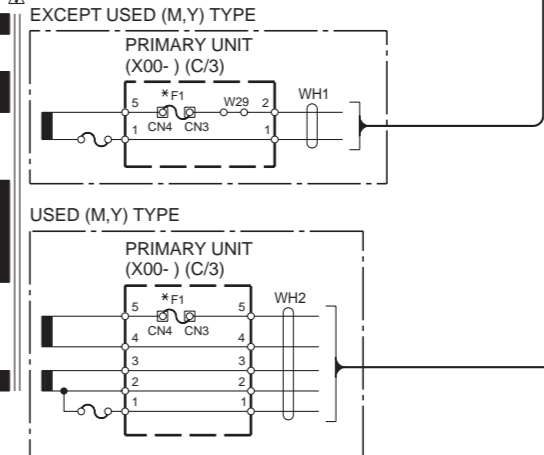 EXCEPT USED (M,Y) TYPE
PRIMARY UNIT
(X00- ) (C/3)
5 *F1 W29 2 WH1
CN4 CN3
1 1
USED (M,Y) TYPE
PRIMARY UNIT
(X00- ) (C/3)
5 *F1 5 WH2
CN4 CN3
4 4
3 3
2 2
1 1